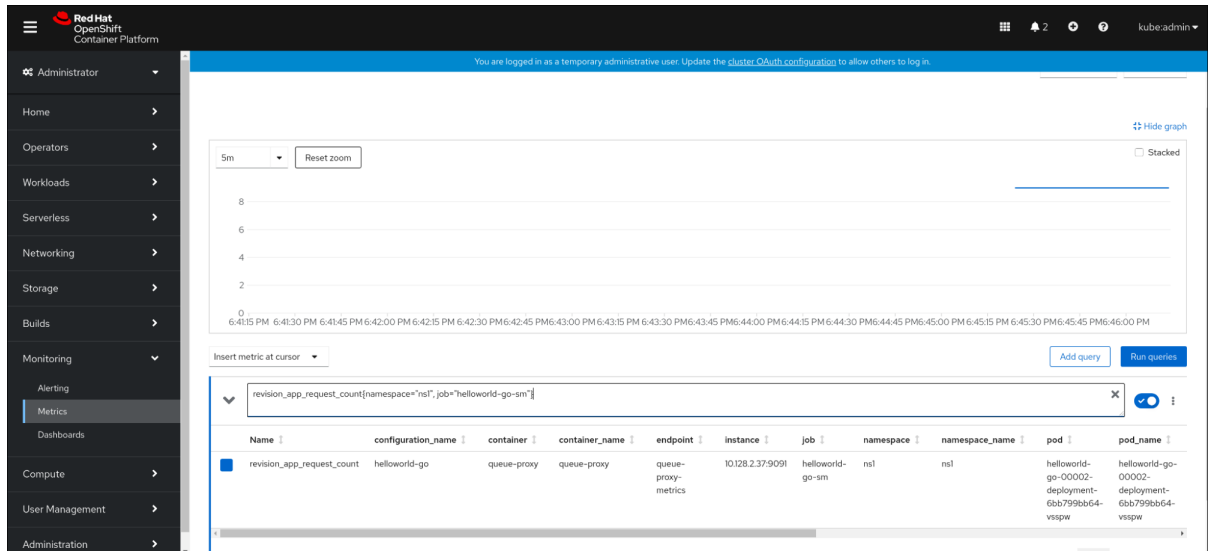 Red Hat
OpenShift
Container Platform
2
kube:admin
You are logged in as a temporary administrative user. Update the cluster OAuth configuration to allow others to log in.
Administrator
Home
Operators
Workloads
Serverless
Networking
Storage
Builds
Monitoring
Alerting
Metrics
Dashboards
Compute
User Management
Administration
Hide graph
5m
Reset zoom
Stacked
8
6
4
2
0
6:41:15 PM 6:41:30 PM 6:41:45 PM 6:42:00 PM 6:42:15 PM 6:42:30 PM 6:42:45 PM 6:43:00 PM 6:43:15 PM 6:43:30 PM 6:43:45 PM 6:44:00 PM 6:44:15 PM 6:44:30 PM 6:44:45 PM 6:45:00 PM 6:45:15 PM 6:45:30 PM 6:45:45 PM 6:46:00 PM
Insert metric at cursor
Add query
Run queries
revision_app_request_count{namespace="ns1", job="helloworld-go-sm"}
Name configuration_name container container_name endpoint instance job namespace namespace_name pod pod_name
revision_app_request_count helloworld-go queue-proxy queue-proxy queue- 10.128.2.37:9091 helloworld- ns1 ns1 helloworld- helloworld-go-
proxy- go-sm go-00002- 00002-
metrics deployment- deployment-
6bb799bb64- 6bb799bb64-
vsspw vsspw